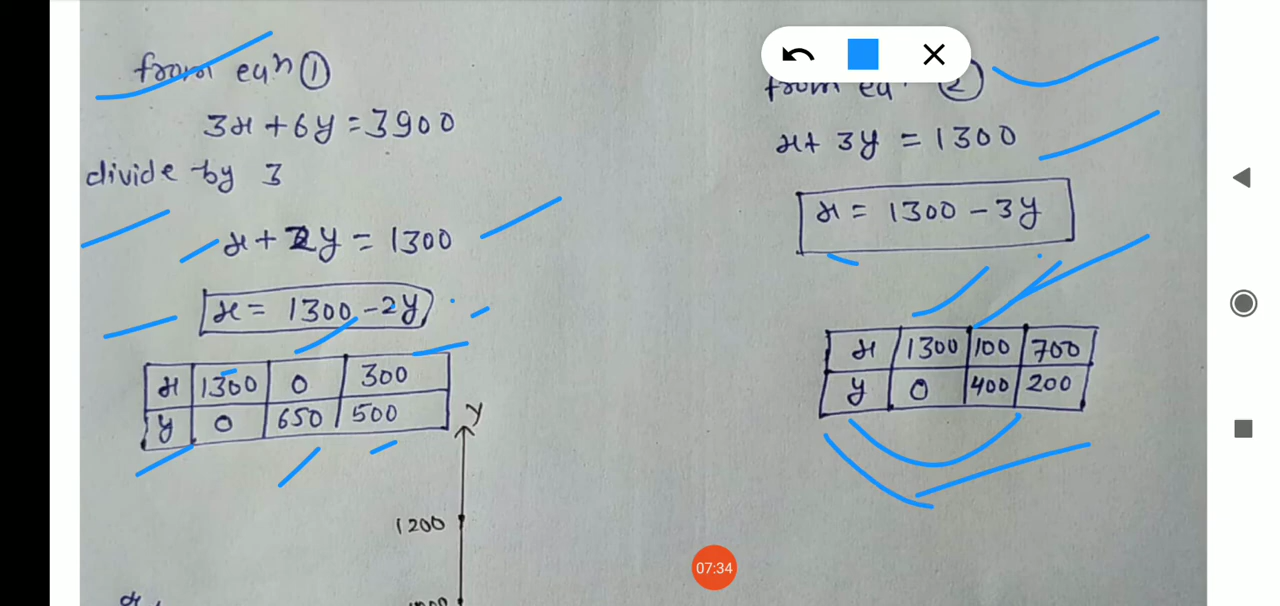 from eqn ①
3x + 6y = 3900
divide by 3
x + 2y = 1300
x = 1300 - 2y
x 1300 0 300
y 0 650 500
y
1200
from eqn ②
x + 3y = 1300
x = 1300 - 3y
x 1300 100 700
y 0 400 200
07:34